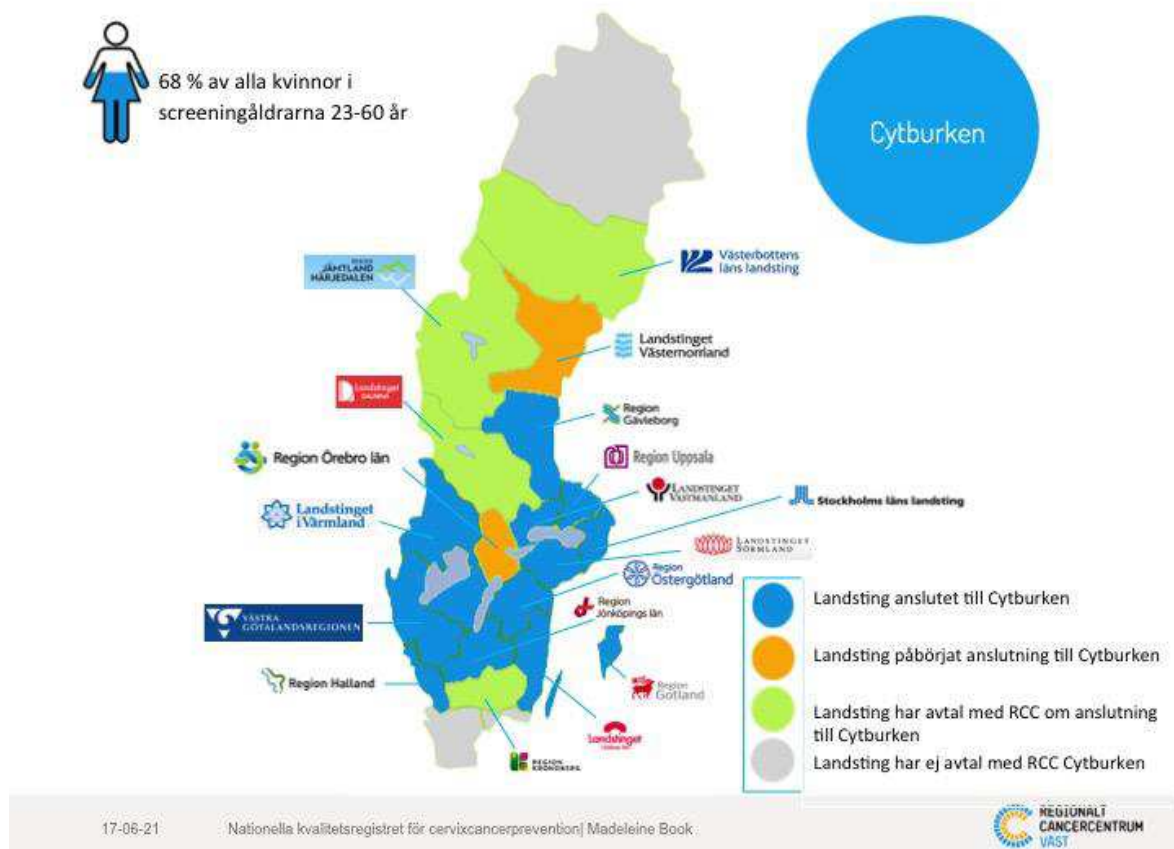 68 % av alla kvinnor i
screeningåldrarna 23-60 år
Cytburken
REGION
JÄMTLAND
HÄRJEDALEN
Västerbottens
läns landsting
Landstinget
Västernorrland
Landstinget
DALARNA
Region
Gävleborg
Region Örebro län
Region Uppsala
LANDSTINGET
VÄSTMANLAND
Landstinget
i Värmland
Stockholms läns landsting
LANDSTINGET
SÖRMLAND
Region
Östergötland
Region
Jönköpings län
VÄSTRA
GÖTALANDSREGIONEN
Region Halland
Region
Gotland
Landstinget
REGION
KRONOBERG
Landsting anslutet till Cytburken
Landsting påbörjat anslutning till Cytburken
Landsting har avtal med RCC om anslutning
till Cytburken
Landsting har ej avtal med RCC Cytburken
17-06-21
Nationella kvalitetsregistret för cervixcancerprevention| Madeleine Book
REGIONALT
CANCERCENTRUM
VÄST